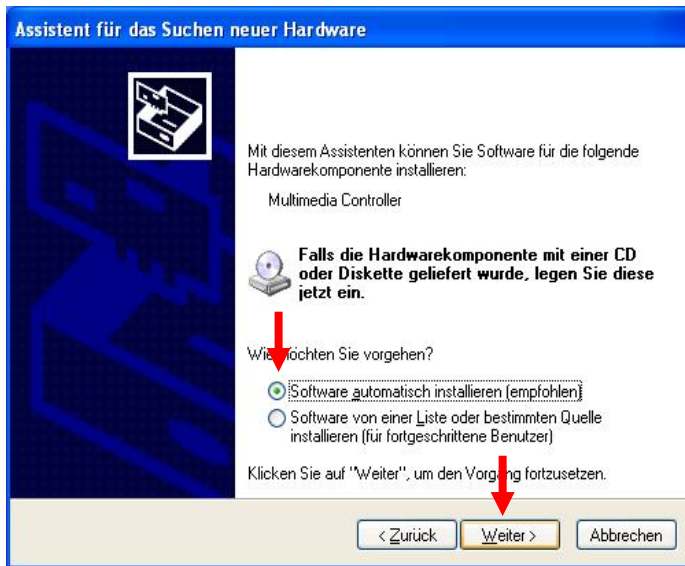 Assistent für das Suchen neuer Hardware
Mit diesem Assistenten können Sie Software für die folgende
Hardwarekomponente installieren:
Multimedia Controller
Falls die Hardwarekomponente mit einer CD
oder Diskette geliefert wurde, legen Sie diese
jetzt ein.
Wie möchten Sie vorgehen?
Software automatisch installieren (empfohlen)
Software von einer Liste oder bestimmten Quelle
installieren (für fortgeschrittene Benutzer)
Klicken Sie auf "Weiter", um den Vorgang fortzusetzen.
< Zurück
Weiter >
Abbrechen